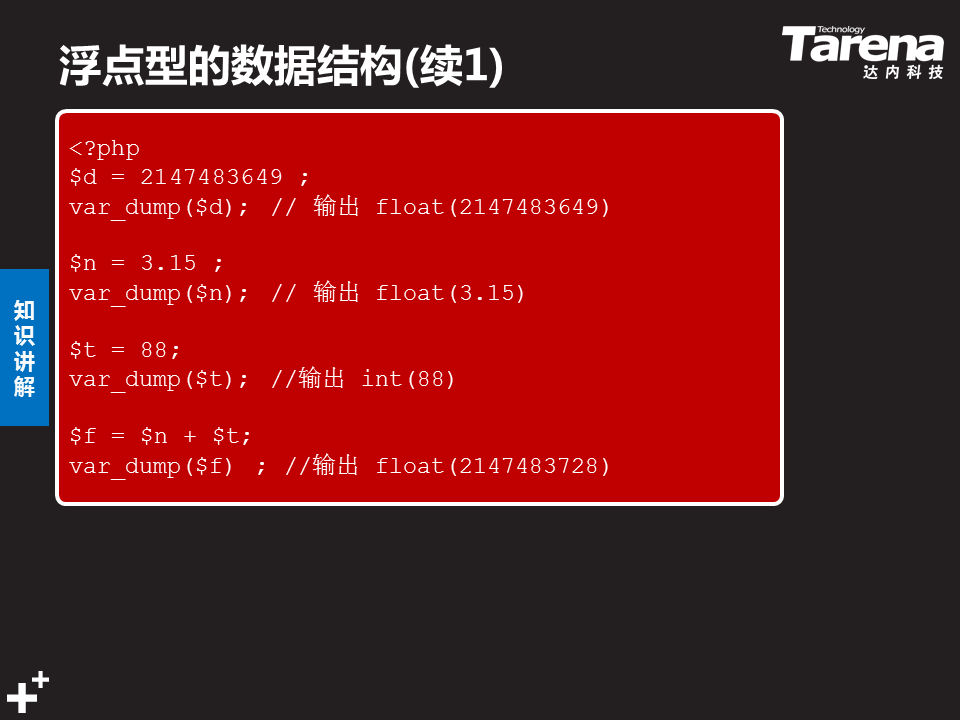 浮点型的数据结构(续1)
Technology
Tarena
达内科技
<?php
$d = 2147483649 ;
var_dump($d); // 输出 float(2147483649)
$n = 3.15 ;
var_dump($n); // 输出 float(3.15)
$t = 88;
var_dump($t); //输出 int(88)
$f = $n + $t;
var_dump($f) ; //输出 float(2147483728)
知识讲解